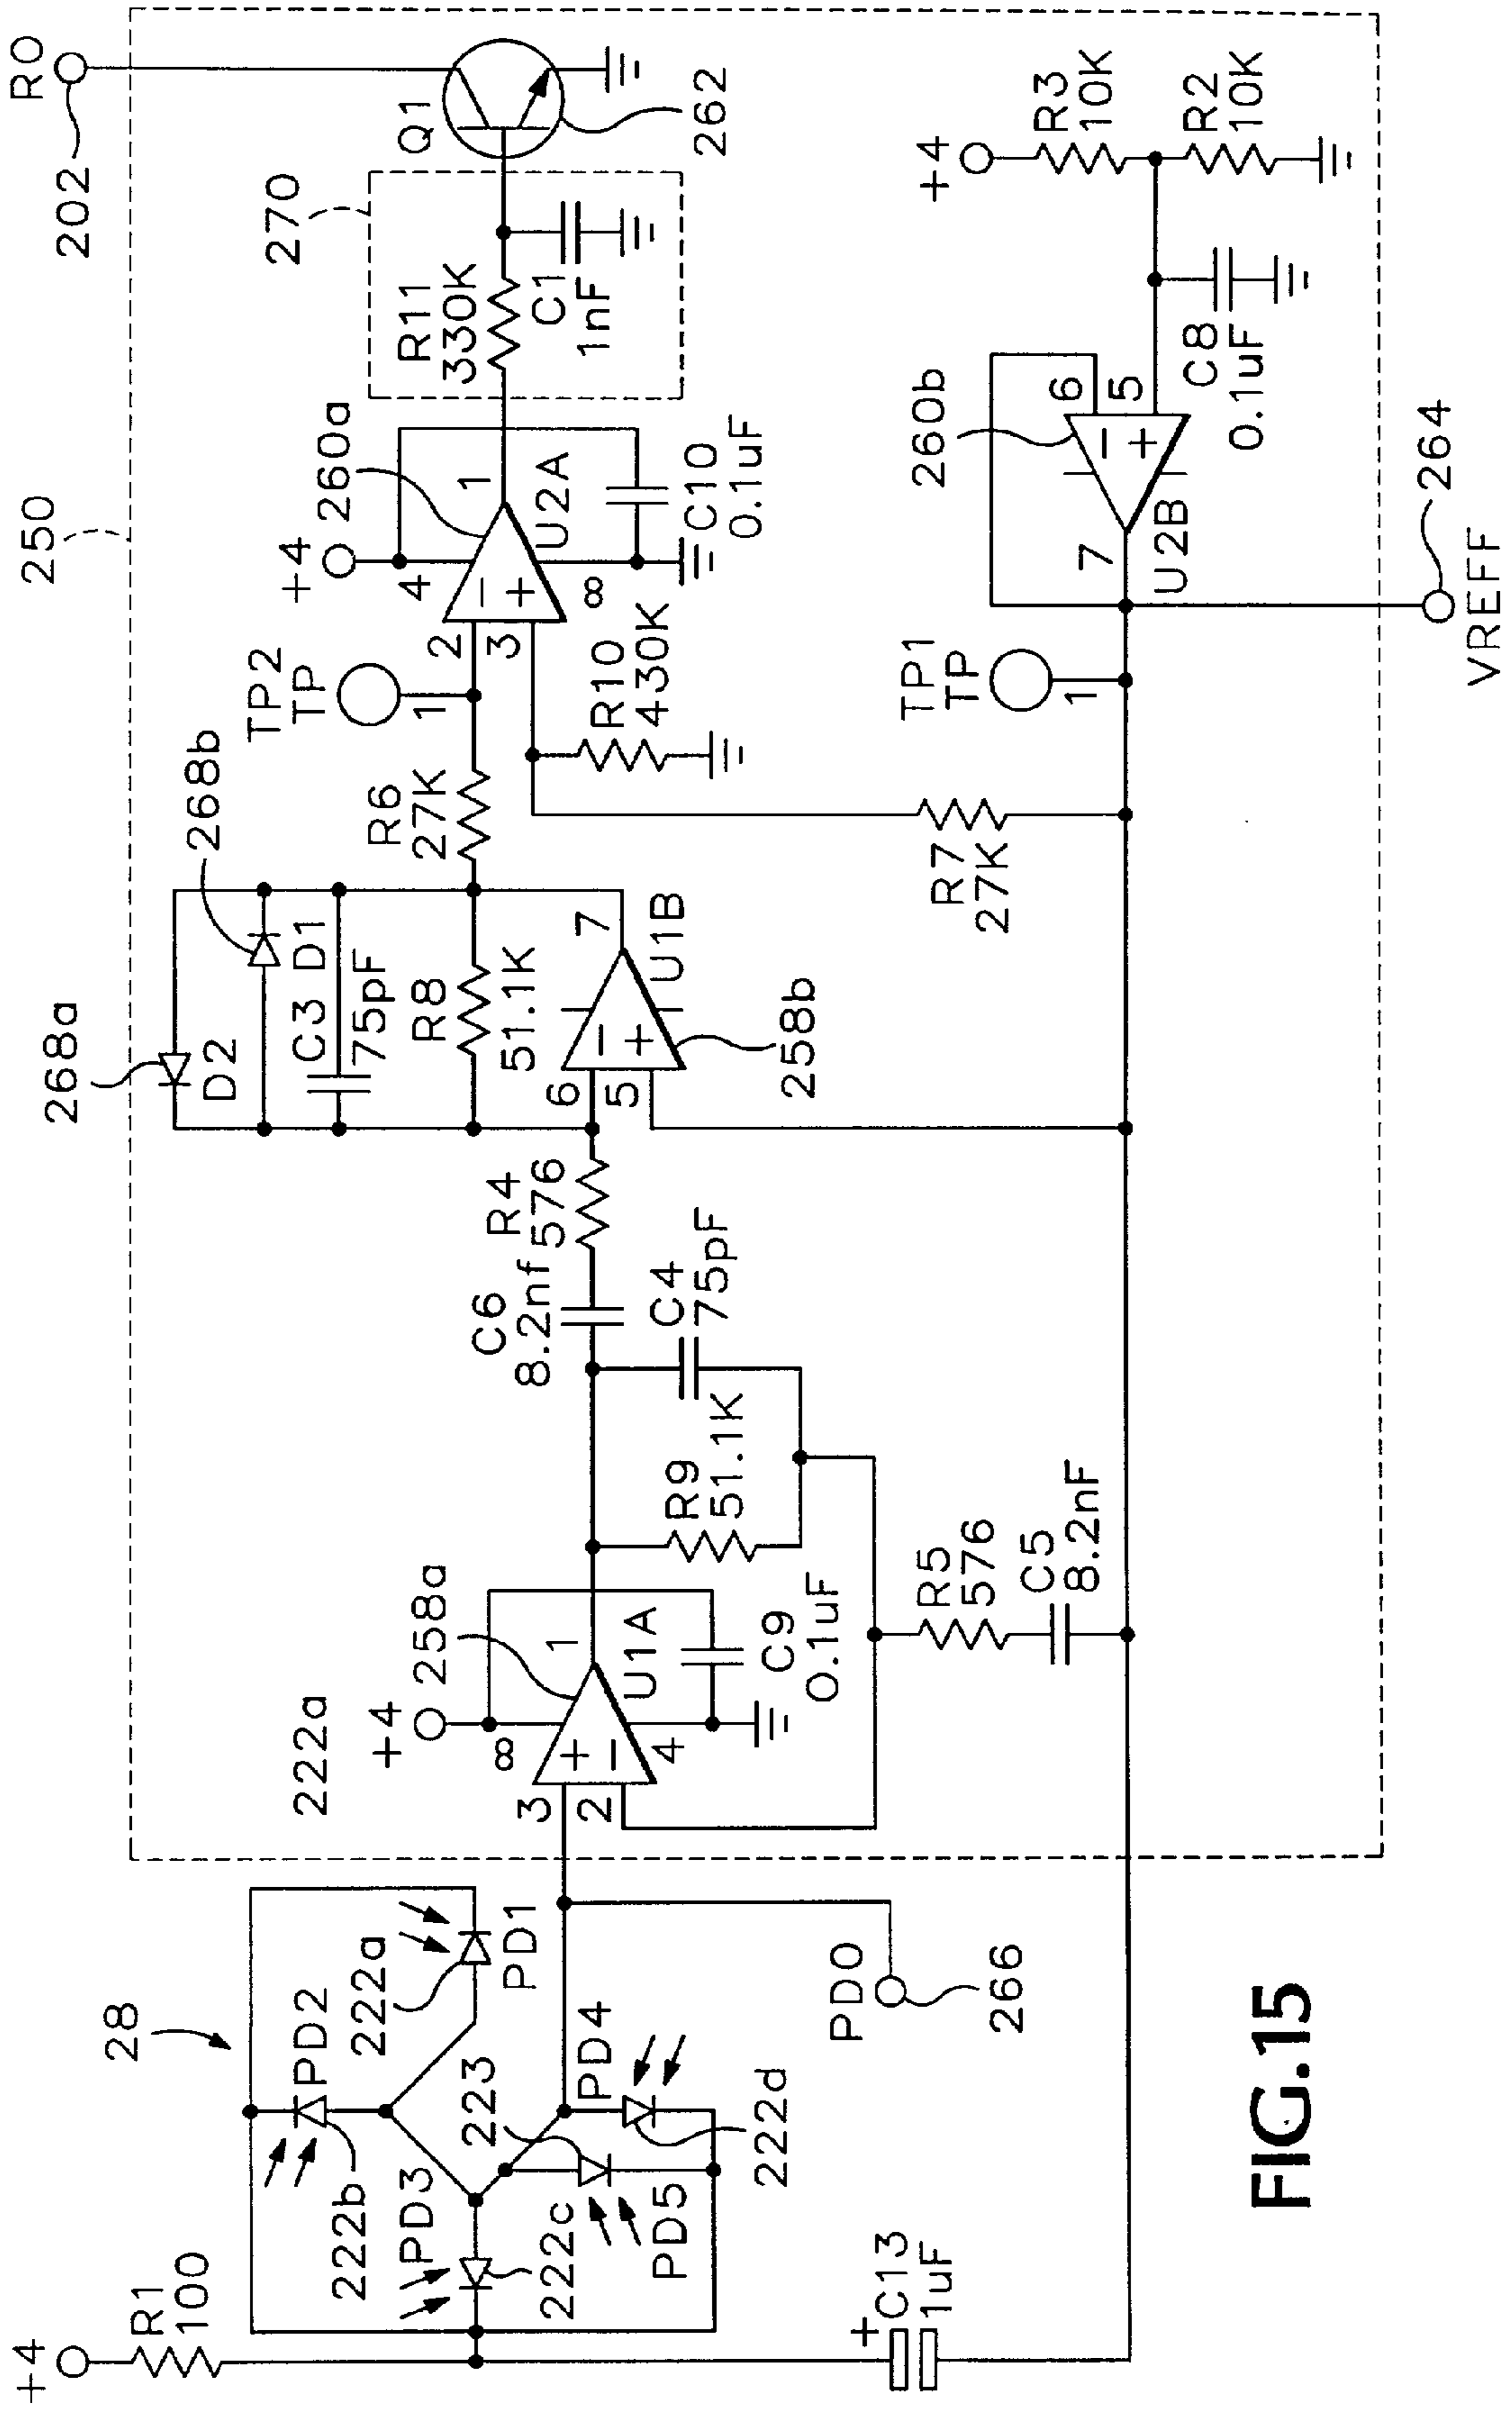 250
RO
202
270
Q1
262
R11
330K
C1
1nF
+4
260a
4
1
2
3
8
U2A
C10
0.1uF
R10
430K
TP2
TP
1
268b
R6
27K
268a
D2
D1
C3
75pF
R8
51.1K
7
6
5
U1B
258b
R4
576
C6
8.2nf
C4
75pF
R9
51.1K
222a
+4
258a
8
1
3
2
4
U1A
C9
0.1uF
R5
576
C5
8.2nF
R7
27K
TP1
TP
1
+4
R3
10K
R2
10K
C8
0.1uF
260b
6
5
7
U2B
264
VREFF
28
222a
PD1
PD2
222b
PD3
222c
223
PD4
222d
PD5
PD0
266
+4
R1
100
+
C13
1uF
FIG.15